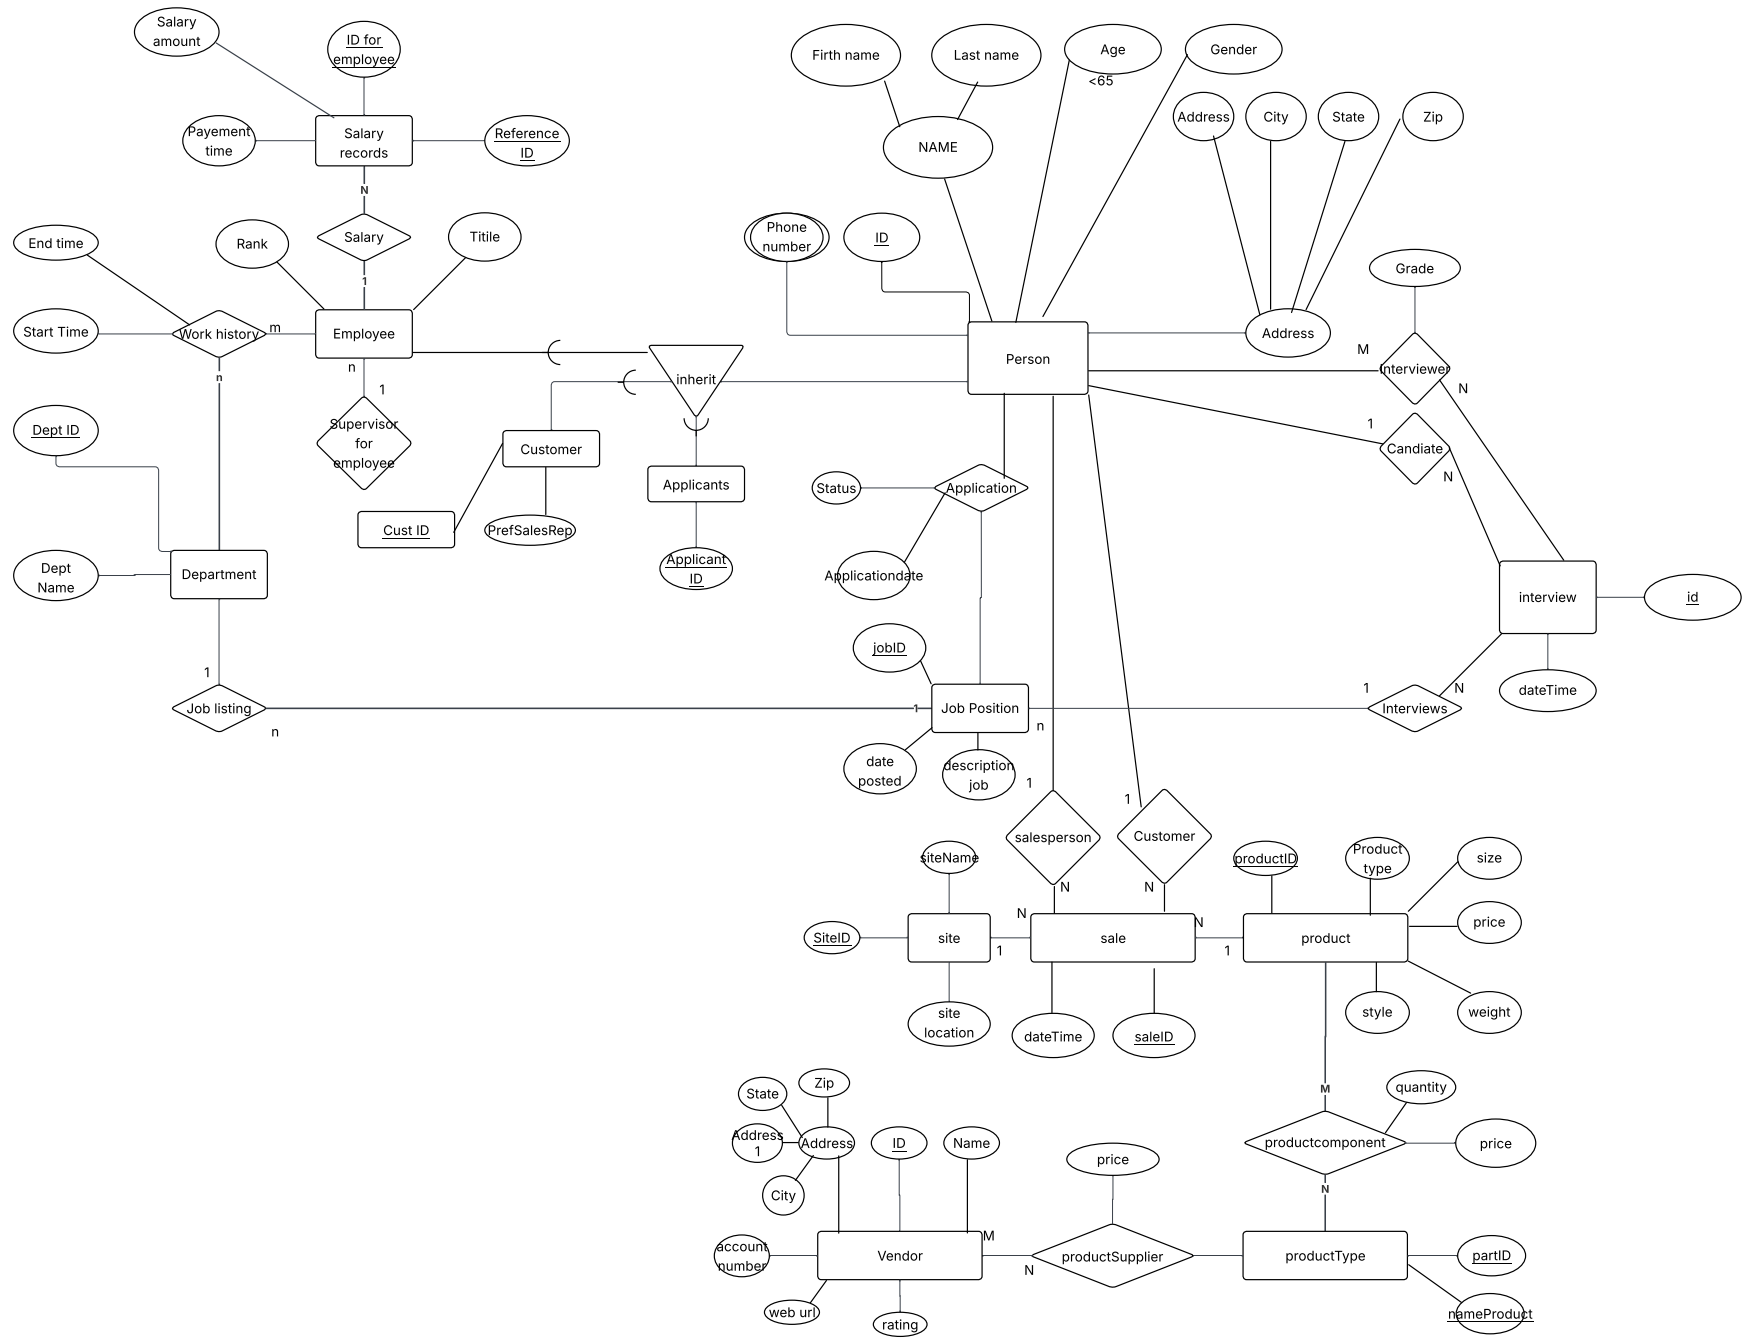 Salary
amount
ID for
employee
Firth name
Last name
Age
<65
Gender
Payement
time
Salary
records
Reference
ID
NAME
Address
City
State
Zip
N
End time
Rank
Salary
Titile
Phone
number
ID
Grade
1
Start Time
Work history
m
Employee
Address
n
1
n
inherit
Person
M
Interviewer
N
Dept ID
Supervisor
for
employee
Customer
1
Candiate
N
Cust ID
PrefSalesRep
Applicants
Status
Application
Applicant
ID
Applicationdate
Dept
Name
Department
interview
id
jobID
1
Job listing
n
1
Job Position
n
1
Interviews
N
dateTime
date
posted
description
job
1
1
salesperson
Customer
siteName
N
N
productID
Product
type
size
SiteID
site
1
N
sale
N
1
product
price
site
location
dateTime
saleID
style
weight
State
Zip
M
quantity
Address
1
Address
ID
Name
price
productcomponent
price
City
N
account
number
Vendor
M
N
productSupplier
productType
partID
web url
rating
nameProduct